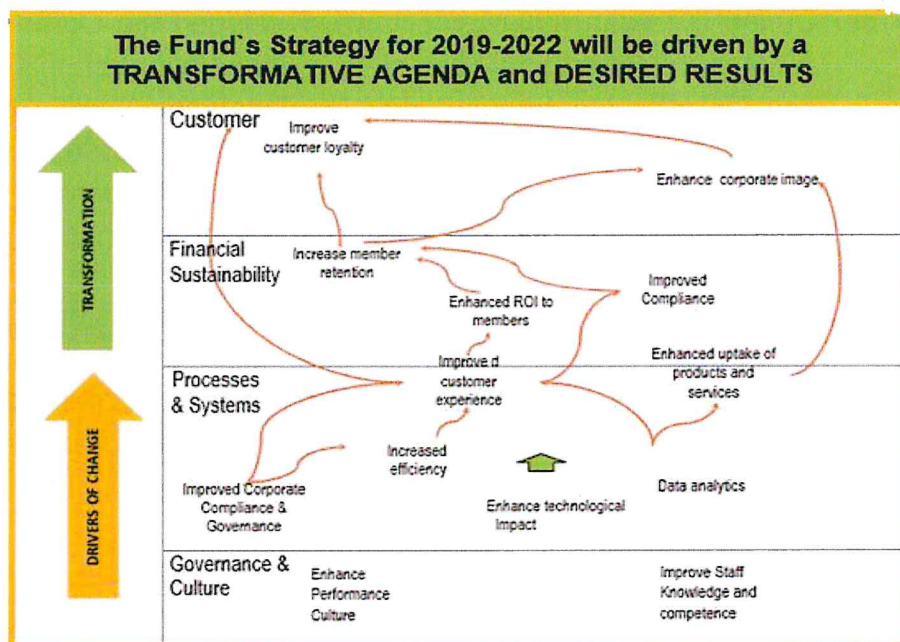 The Fund`s Strategy for 2019-2022 will be driven by a
TRANSFORMATIVE AGENDA and DESIRED RESULTS
TRANSFORMATION
DRIVERS OF CHANGE
Customer
Improve
customer loyalty
Enhance corporate image
Financial
Sustainability
Increase member
retention
Improved
Compliance
Enhanced ROI to
members
Enhanced uptake of
products and
services
Processes
& Systems
Improve d
customer
experience
Increased
efficiency
Improved Corporate
Compliance &
Governance
Enhance technological
Impact
Data analytics
Governance &
Culture
Enhance
Performance
Culture
Improve Staff
Knowledge and
competence